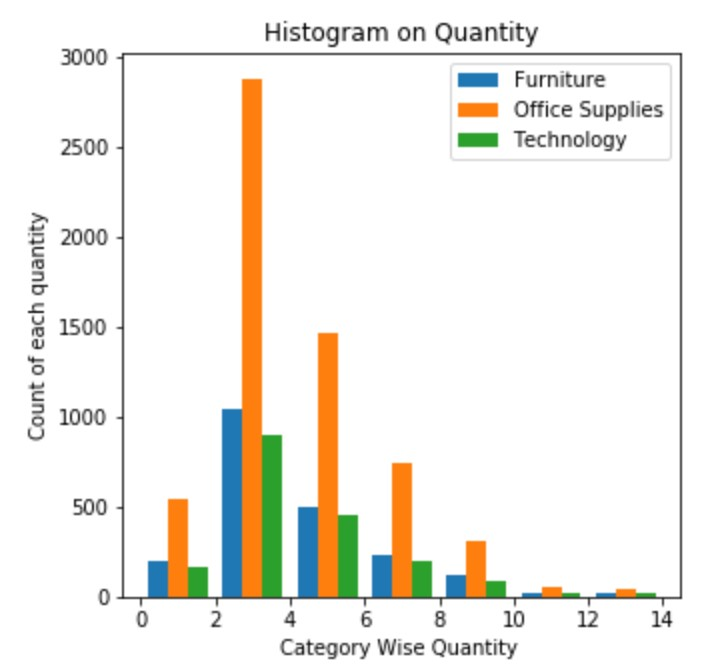 Histogram on Quantity
3000
2500
2000
1500
1000
500
0
Count of each quantity
Furniture
Office Supplies
Technology
0 2 4 6 8 10 12 14
Category Wise Quantity